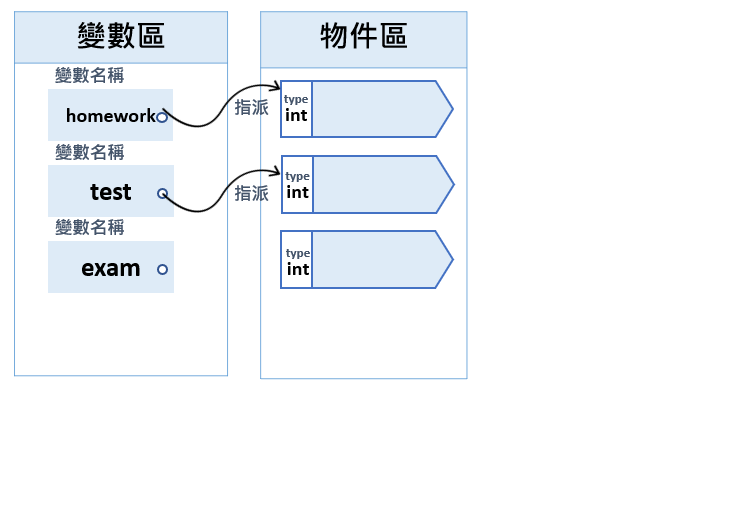 變數區
物件區
變數名稱
homework
指派
type
int
變數名稱
test
指派
type
int
變數名稱
exam
type
int